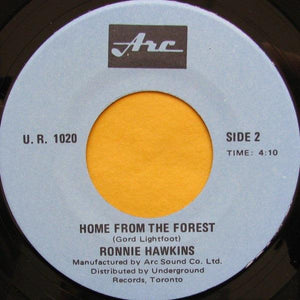 Arc
U. R. 1020
SIDE 2
TIME: 4:10
HOME FROM THE FOREST
(Gord Lightfoot)
RONNIE HAWKINS
Manufactured by Arc Sound Co. Ltd.
Distributed by Underground
Records, Toronto